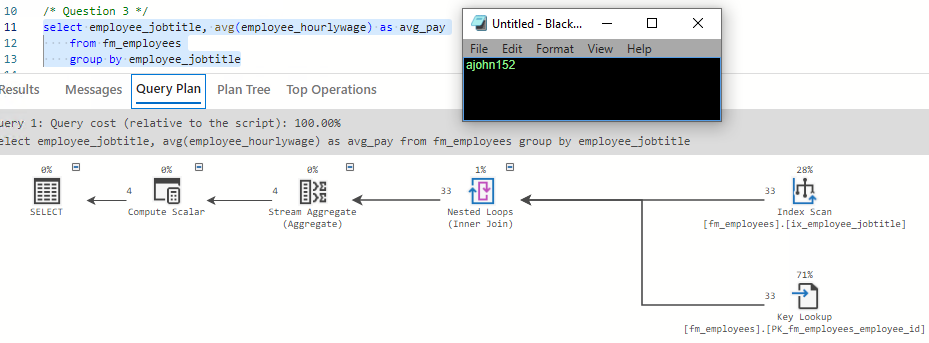 10 /* Question 3 */
11 select employee_jobtitle, avg(employee_hourlywage) as avg_pay
12 ····from fm_employees
13 ····group by employee_jobtitle
Untitled - Black...
File Edit Format View Help
ajohn152
Results Messages Query Plan Plan Tree Top Operations
uery 1: Query cost (relative to the script): 100.00%
elect employee_jobtitle, avg(employee_hourlywage) as avg_pay from fm_employees group by employee_jobtitle
0% 0% 0% 1% 28%
4 4 33 33
SELECT Compute Scalar Stream Aggregate Nested Loops Index Scan
(Aggregate) (Inner Join) [fm_employees].[ix_employee_jobtitle]
71%
33
Key Lookup
[fm_employees].[PK_fm_employees_employee_id]